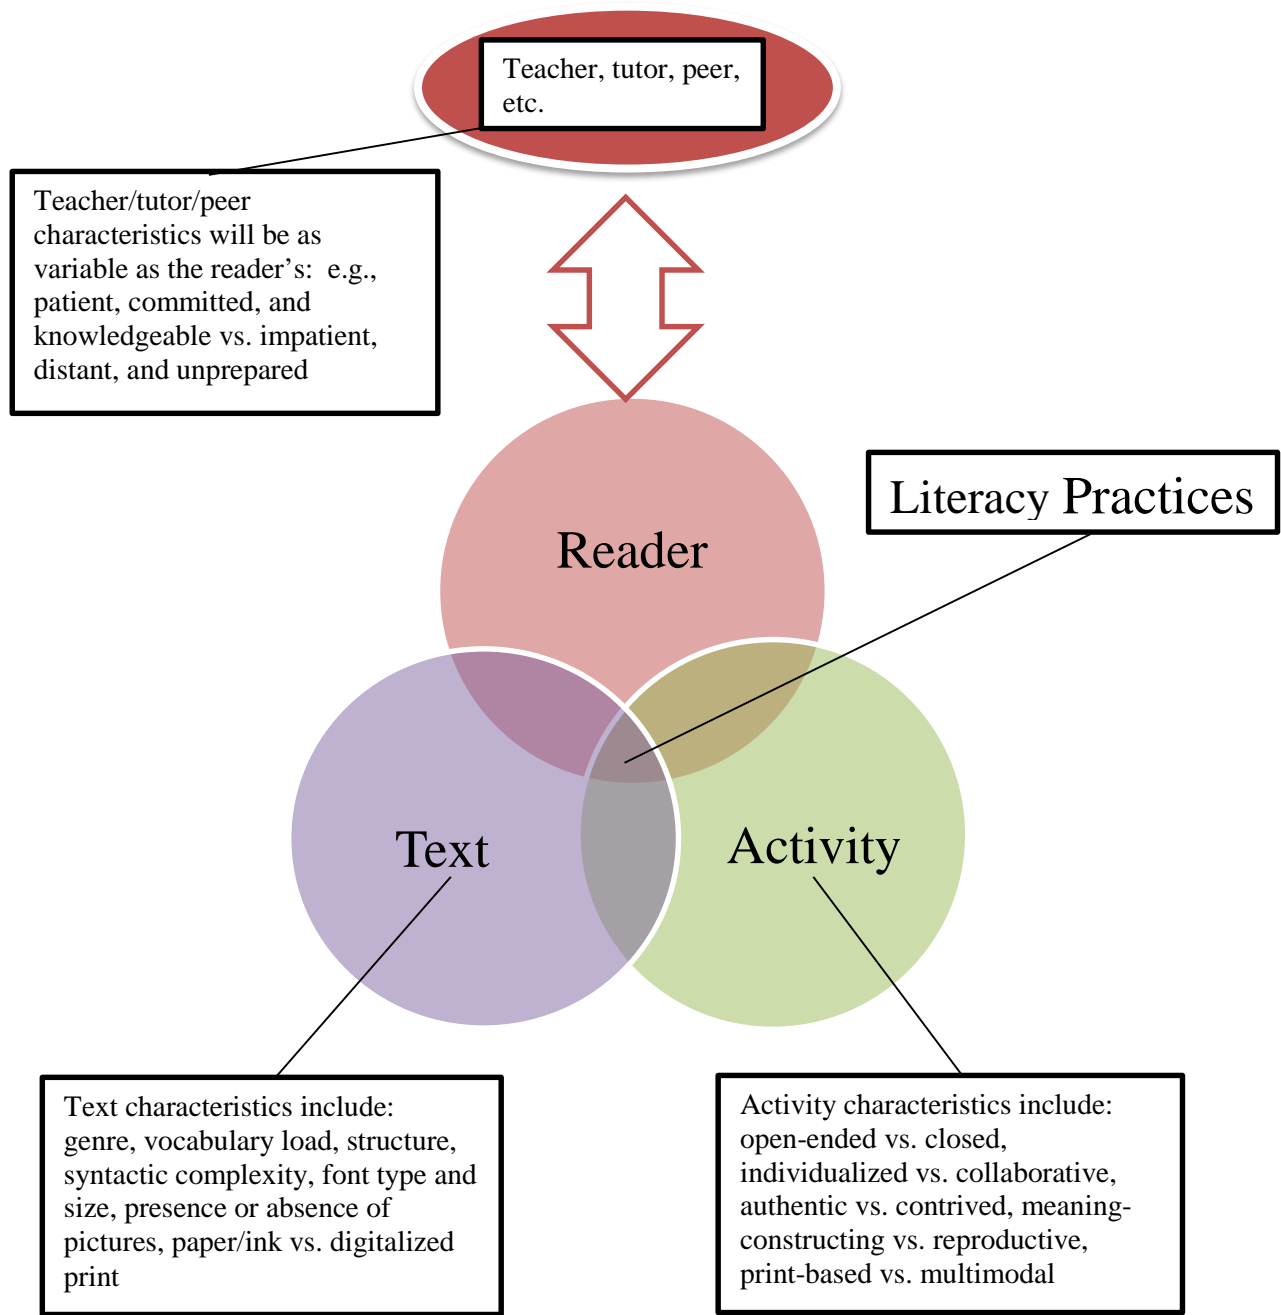 Teacher, tutor, peer,
etc.
Teacher/tutor/peer
characteristics will be as
variable as the reader's:  e.g.,
patient, committed, and
knowledgeable vs. impatient,
distant, and unprepared
Literacy Practices
Reader
Text
Activity
Text characteristics include:
genre, vocabulary load, structure,
syntactic complexity, font type and
size, presence or absence of
pictures, paper/ink vs. digitalized
print
Activity characteristics include:
open-ended vs. closed,
individualized vs. collaborative,
authentic vs. contrived, meaning-
constructing vs. reproductive,
print-based vs. multimodal